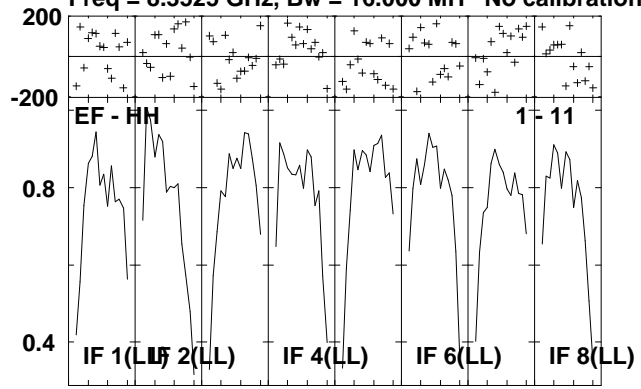 Freq = 8.3525 GHz, Bw = 16.000 MH No calibration
200
-200
EF - HH 1 - 11
0.8
0.4
IF 1(LL) IF 2(LL) IF 4(LL) IF 6(LL) IF 8(LL)